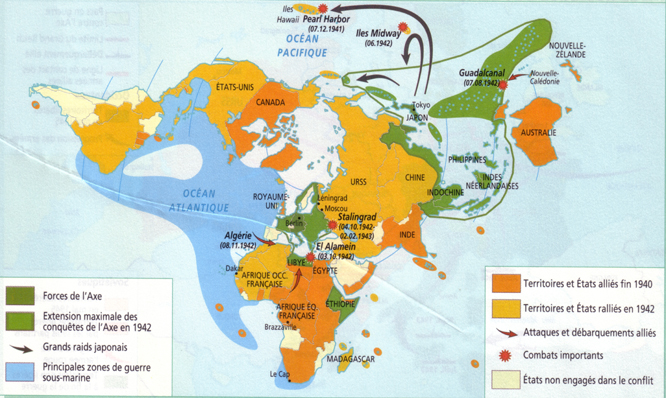 Iles
Hawaii
Pearl Harbor
(07.12.1941)
Iles Midway
(06.1942)
OCÉAN
PACIFIQUE
NOUVELLE-
ZÉLANDE
Guadalcanal
(07.08.1942)
Nouvelle-
Calédonie
ÉTATS-UNIS
CANADA
Tokyo
JAPON
AUSTRALIE
PHILIPPINES
INDES
NÉERLANDAISES
CHINE
INDOCHINE
URSS
OCÉAN
ATLANTIQUE
ROYAUME-
UNI
Léningrad
Moscou
Berlin
Stalingrad
(04.10.1942-
02.02.1943)
INDE
Algérie
(08.11.1942)
El Alamein
(03.10.1942)
LIBYE
ÉGYPTE
Dakar
AFRIQUE OCC.
FRANÇAISE
AFRIQUE ÉQ.
FRANÇAISE
ÉTHIOPIE
Brazzaville
MADAGASCAR
Le Cap
Forces de l'Axe
Extension maximale des
conquêtes de l'Axe en 1942
Grands raids japonais
Principales zones de guerre
sous-marine
Territoires et États alliés fin 1940
Territoires et États ralliés en 1942
Attaques et débarquements alliés
Combats importants
États non engagés dans le conflit